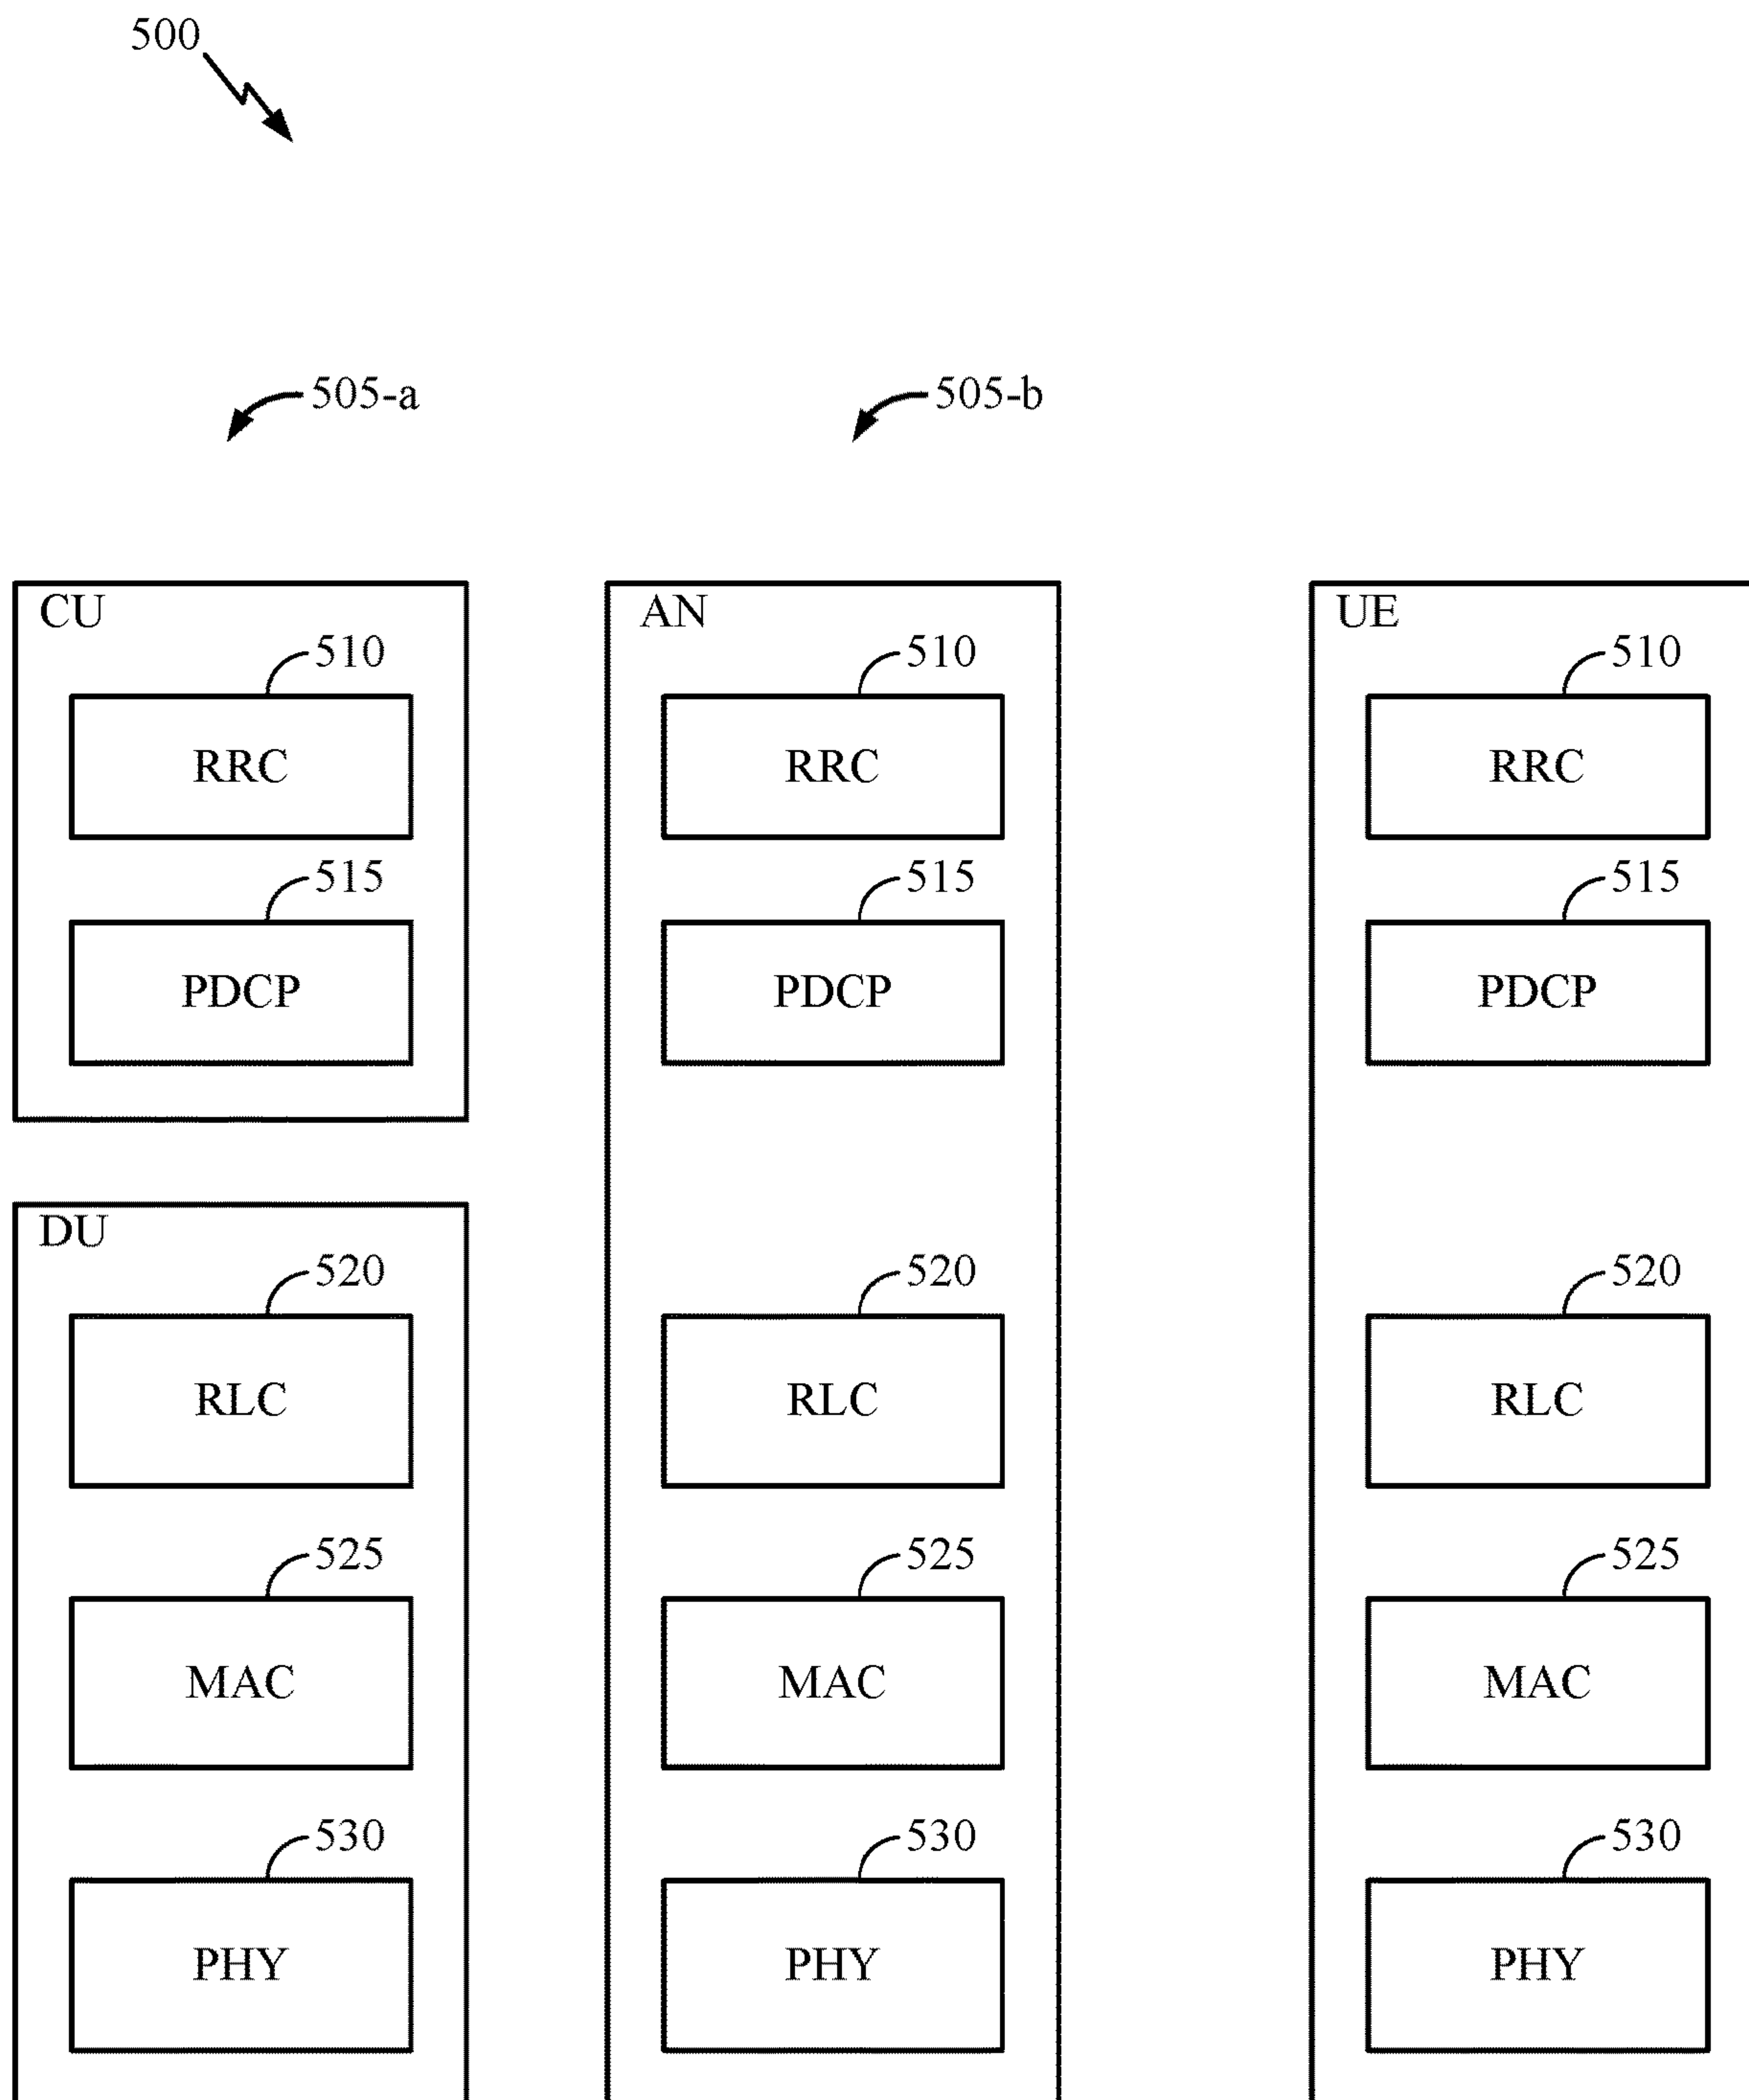 500
505-a 505-b
CU AN UE
510 510 510
RRC RRC RRC
515 515 515
PDCP PDCP PDCP
DU
520 520 520
RLC RLC RLC
525 525 525
MAC MAC MAC
530 530 530
PHY PHY PHY